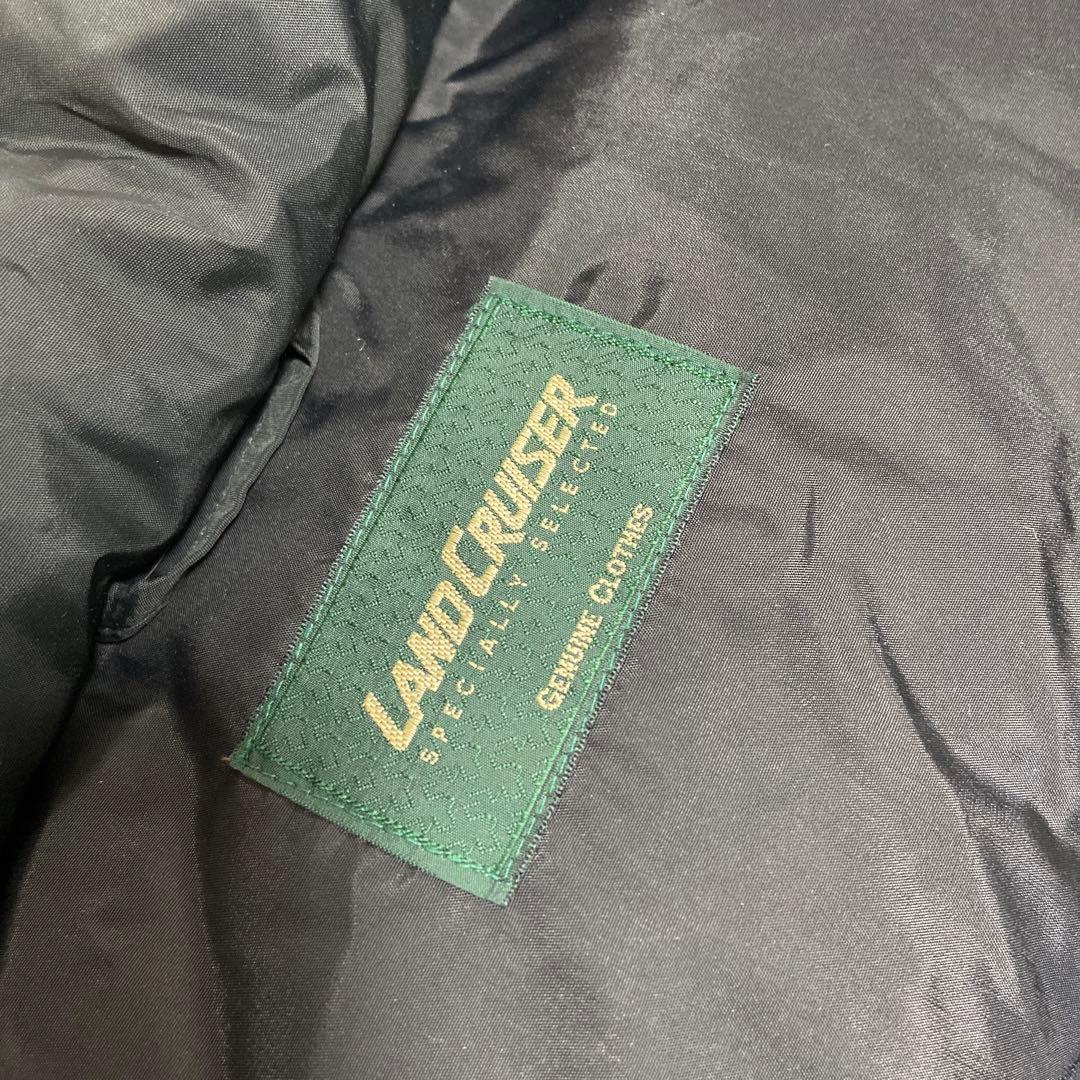 LAND CRUISER
SPECIALLY SELECTED
GENUINE CLOTHES